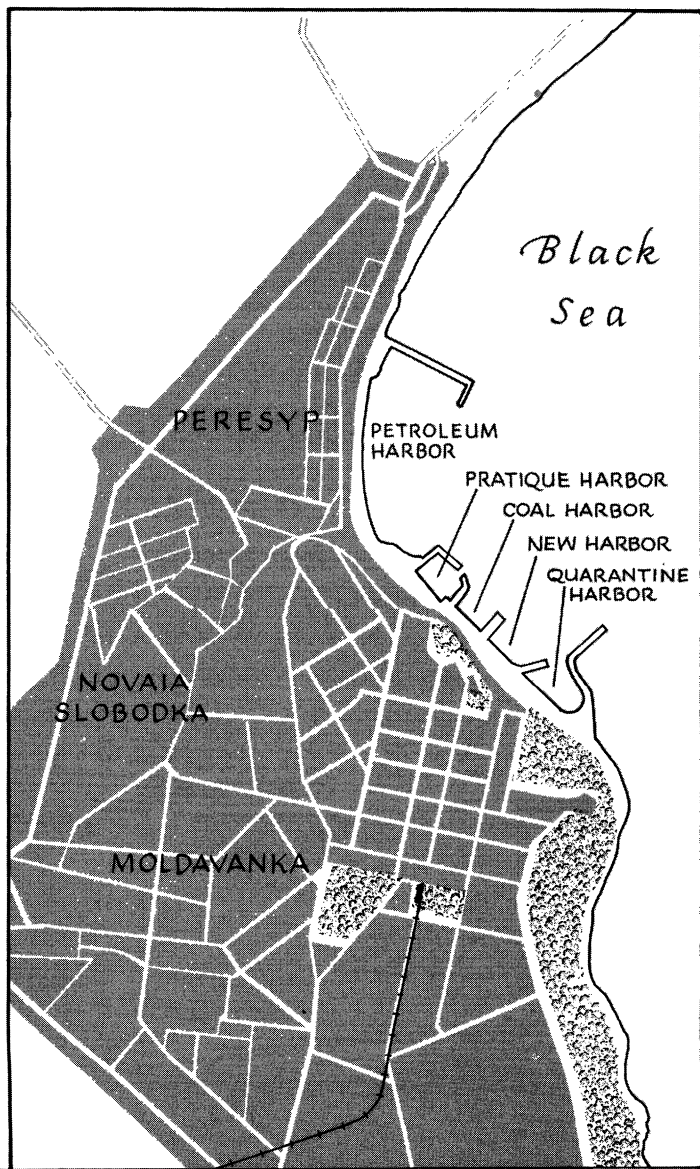 Black
Sea
PERESYP
PETROLEUM
HARBOR
PRATIQUE HARBOR
COAL HARBOR
NEW HARBOR
QUARANTINE
HARBOR
NOVAIA
SLOBODKA
MOLDAVANKA